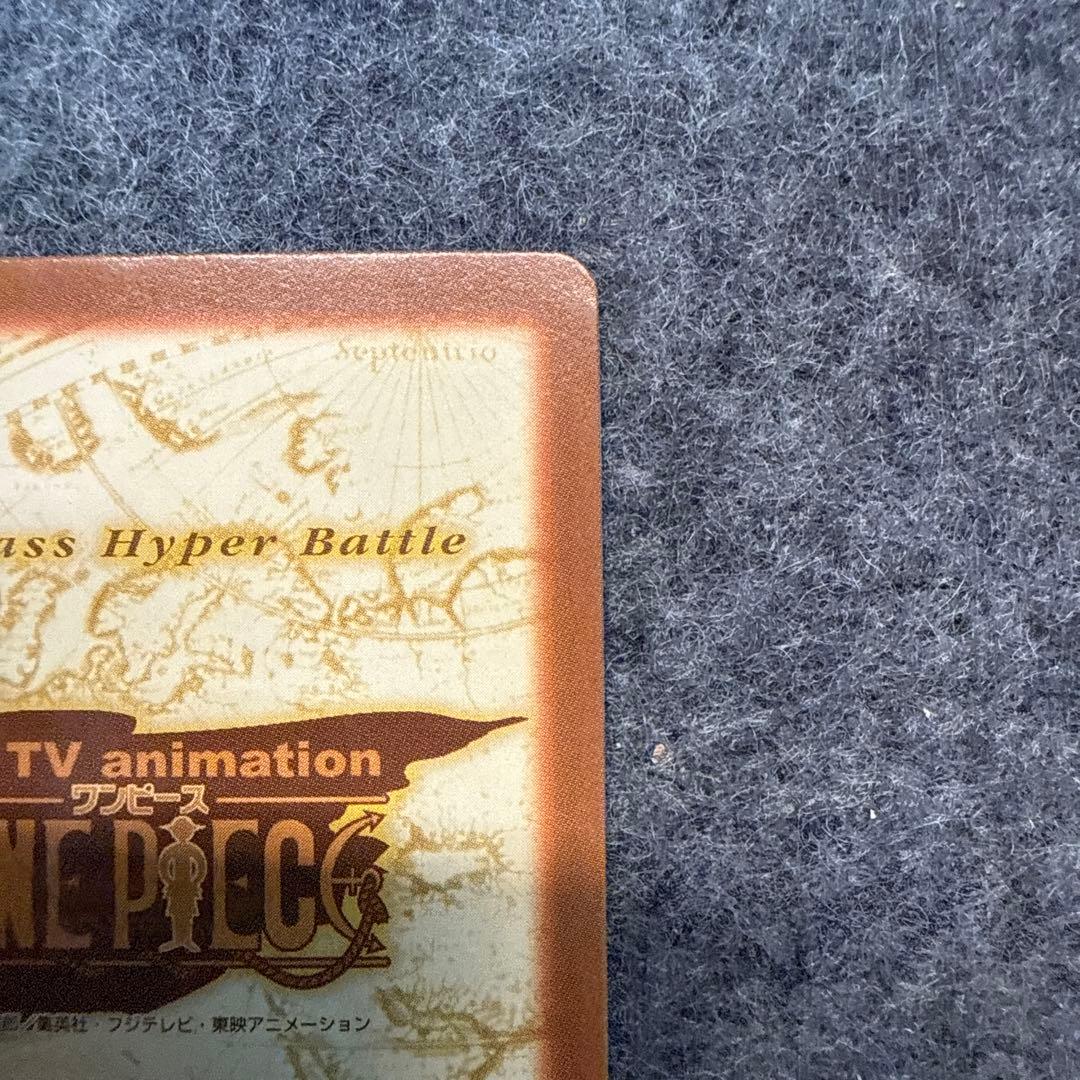 Septentrio
ass Hyper Battle
TV animation
ワンピース
NE PIECE
集英社・フジテレビ・東映アニメーション